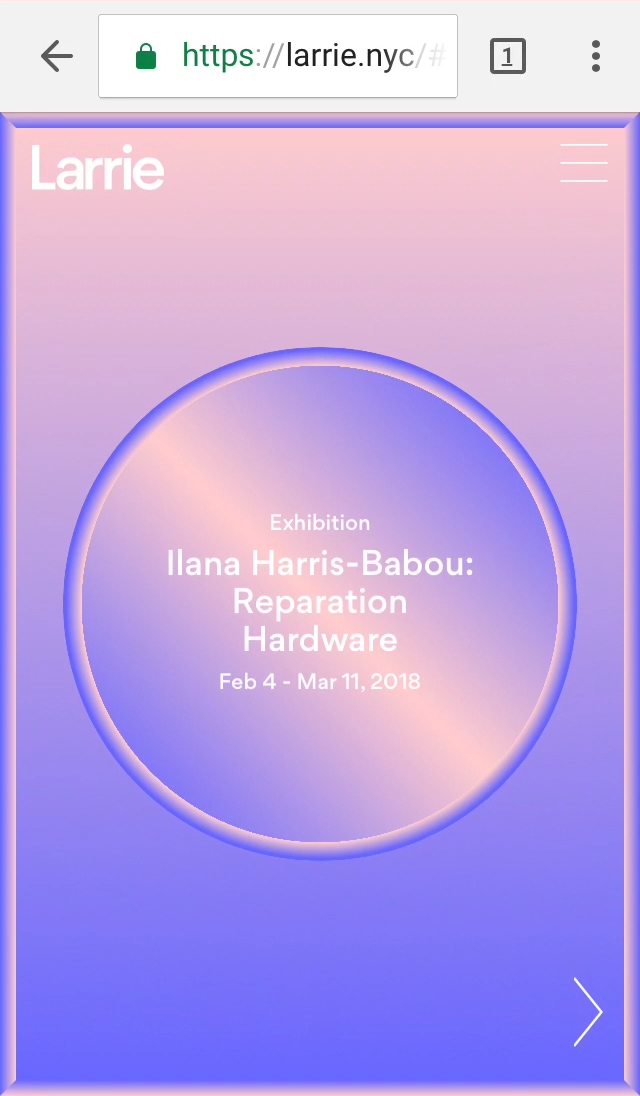 https://larrie.nyc/#
1
Larrie
Exhibition
Ilana Harris-Babou:
Reparation
Hardware
Feb 4 - Mar 11, 2018